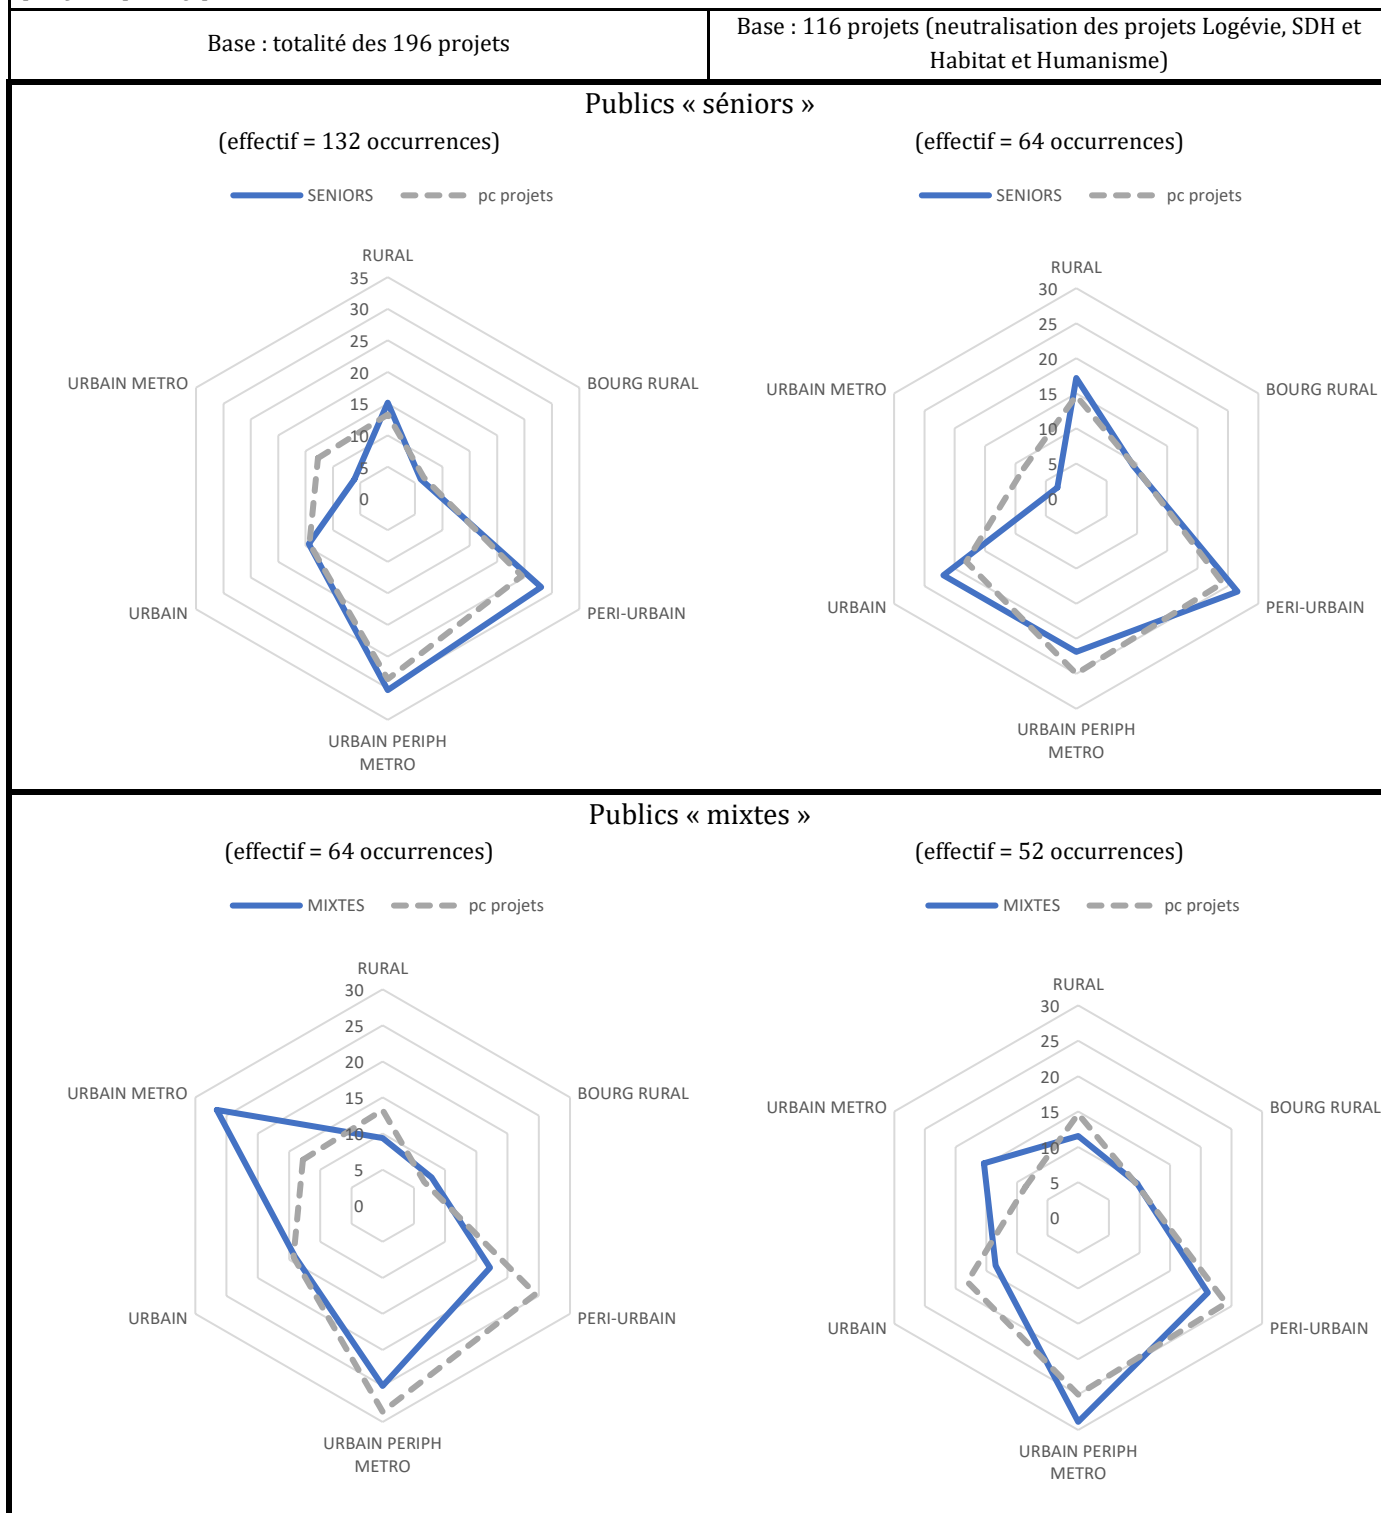 Base : totalité des 196 projets
Base : 116 projets (neutralisation des projets Logévie, SDH et
Habitat et Humanisme)
Publics « séniors »
(effectif = 132 occurrences)
(effectif = 64 occurrences)
SENIORS
pc projets
RURAL
35
30
25
20
15
10
5
0
URBAIN METRO
BOURG RURAL
URBAIN
PERI-URBAIN
URBAIN PERIPH
METRO
SENIORS
pc projets
RURAL
30
25
20
15
10
5
0
URBAIN METRO
BOURG RURAL
URBAIN
PERI-URBAIN
URBAIN PERIPH
METRO
Publics « mixtes »
(effectif = 64 occurrences)
(effectif = 52 occurrences)
MIXTES
pc projets
RURAL
30
25
20
15
10
5
0
URBAIN METRO
BOURG RURAL
URBAIN
PERI-URBAIN
URBAIN PERIPH
METRO
MIXTES
pc projets
RURAL
30
25
20
15
10
5
0
URBAIN METRO
BOURG RURAL
URBAIN
PERI-URBAIN
URBAIN PERIPH
METRO